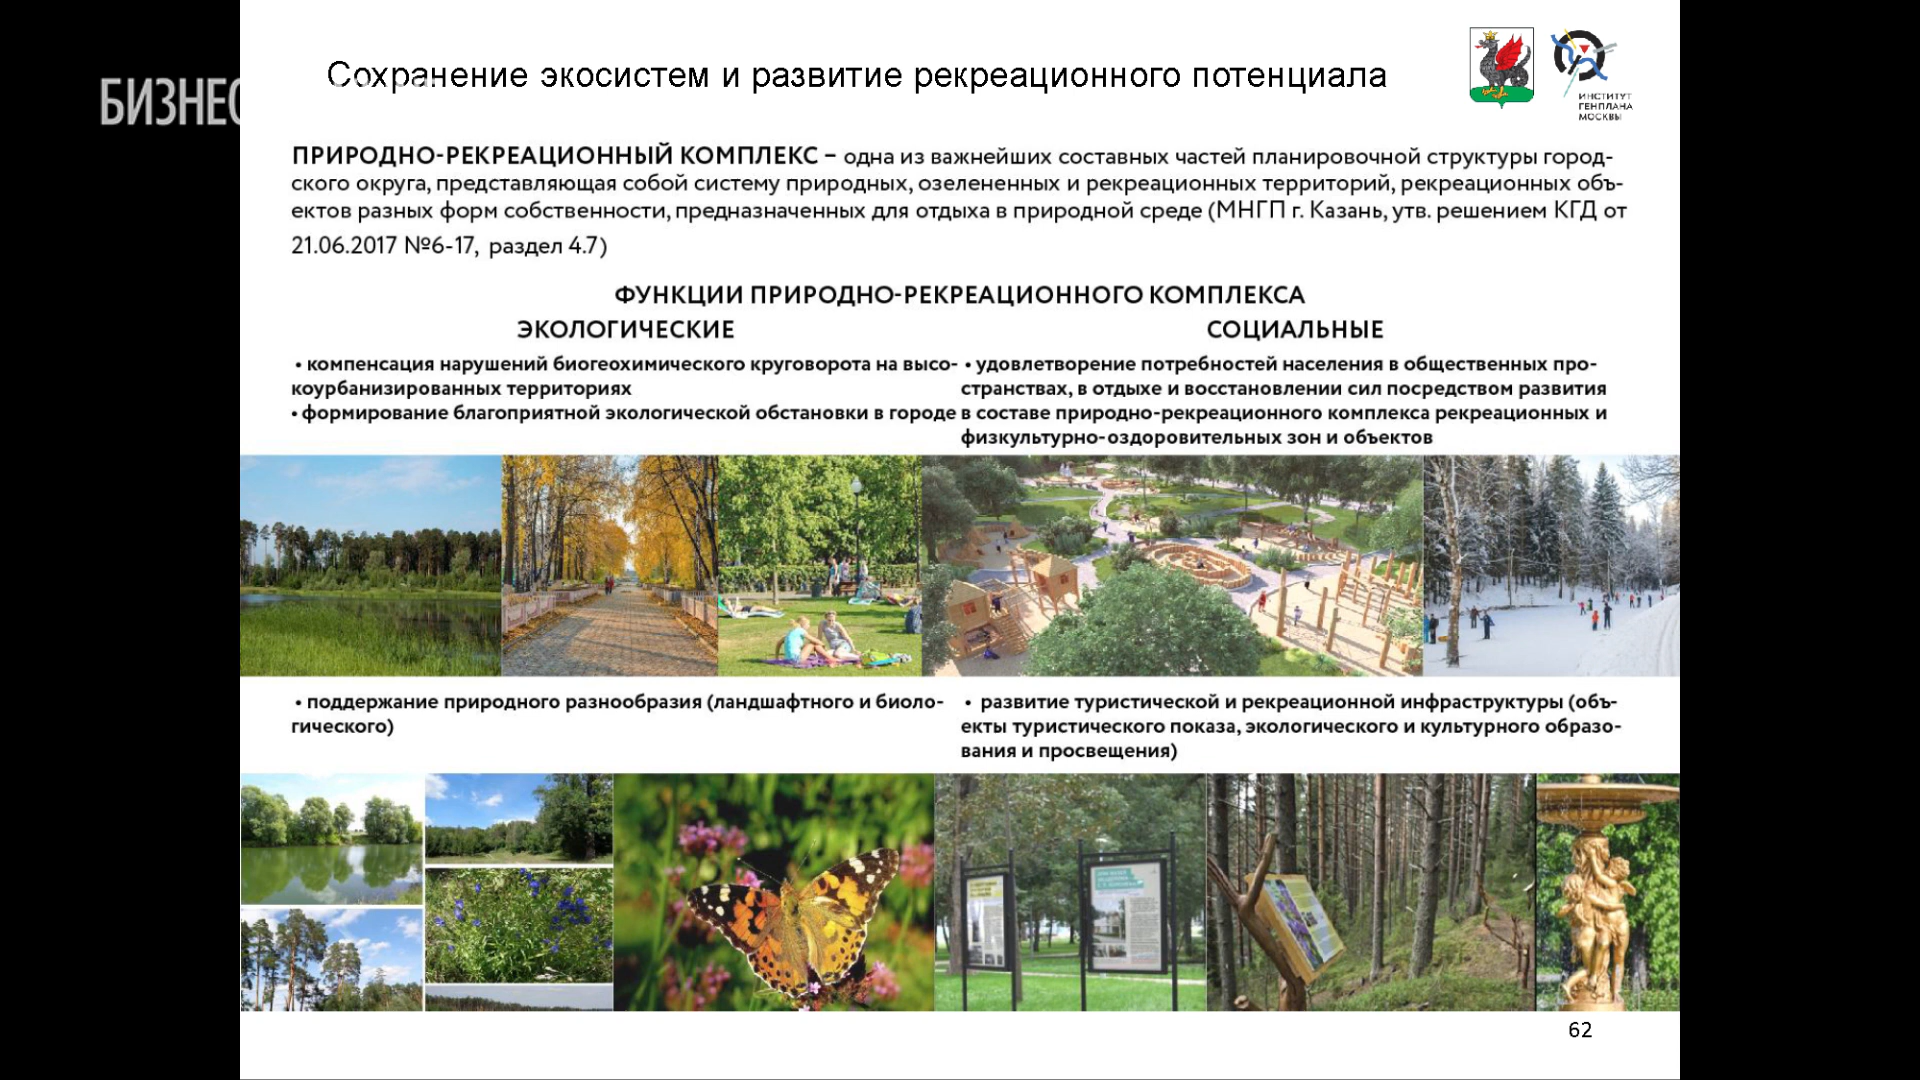 БИЗНЕС
Сохранение экосистем и развитие рекреационного потенциала
ИНСТИТУТ
ГЕНПЛАНА
МОСКВЫ
ПРИРОДНО-РЕКРЕАЦИОННЫЙ КОМПЛЕКС – одна из важнейших составных частей планировочной структуры город-
ского округа, представляющая собой систему природных, озелененных и рекреационных территорий, рекреационных объ-
ектов разных форм собственности, предназначенных для отдыха в природной среде (МНГП г. Казань, утв. решением КГД от
21.06.2017 №6-17, раздел 4.7)
ФУНКЦИИ ПРИРОДНО-РЕКРЕАЦИОННОГО КОМПЛЕКСА
ЭКОЛОГИЧЕСКИЕ
• компенсация нарушений биогеохимического круговорота на высо-
коурбанизированных территориях
• формирование благоприятной экологической обстановки в городе
СОЦИАЛЬНЫЕ
• удовлетворение потребностей населения в общественных про-
странствах, в отдыхе и восстановлении сил посредством развития
в составе природно-рекреационного комплекса рекреационных и
физкультурно-оздоровительных зон и объектов
• поддержание природного разнообразия (ландшафтного и биоло-
гического)
• развитие туристической и рекреационной инфраструктуры (объ-
екты туристического показа, экологического и культурного образо-
вания и просвещения)
62